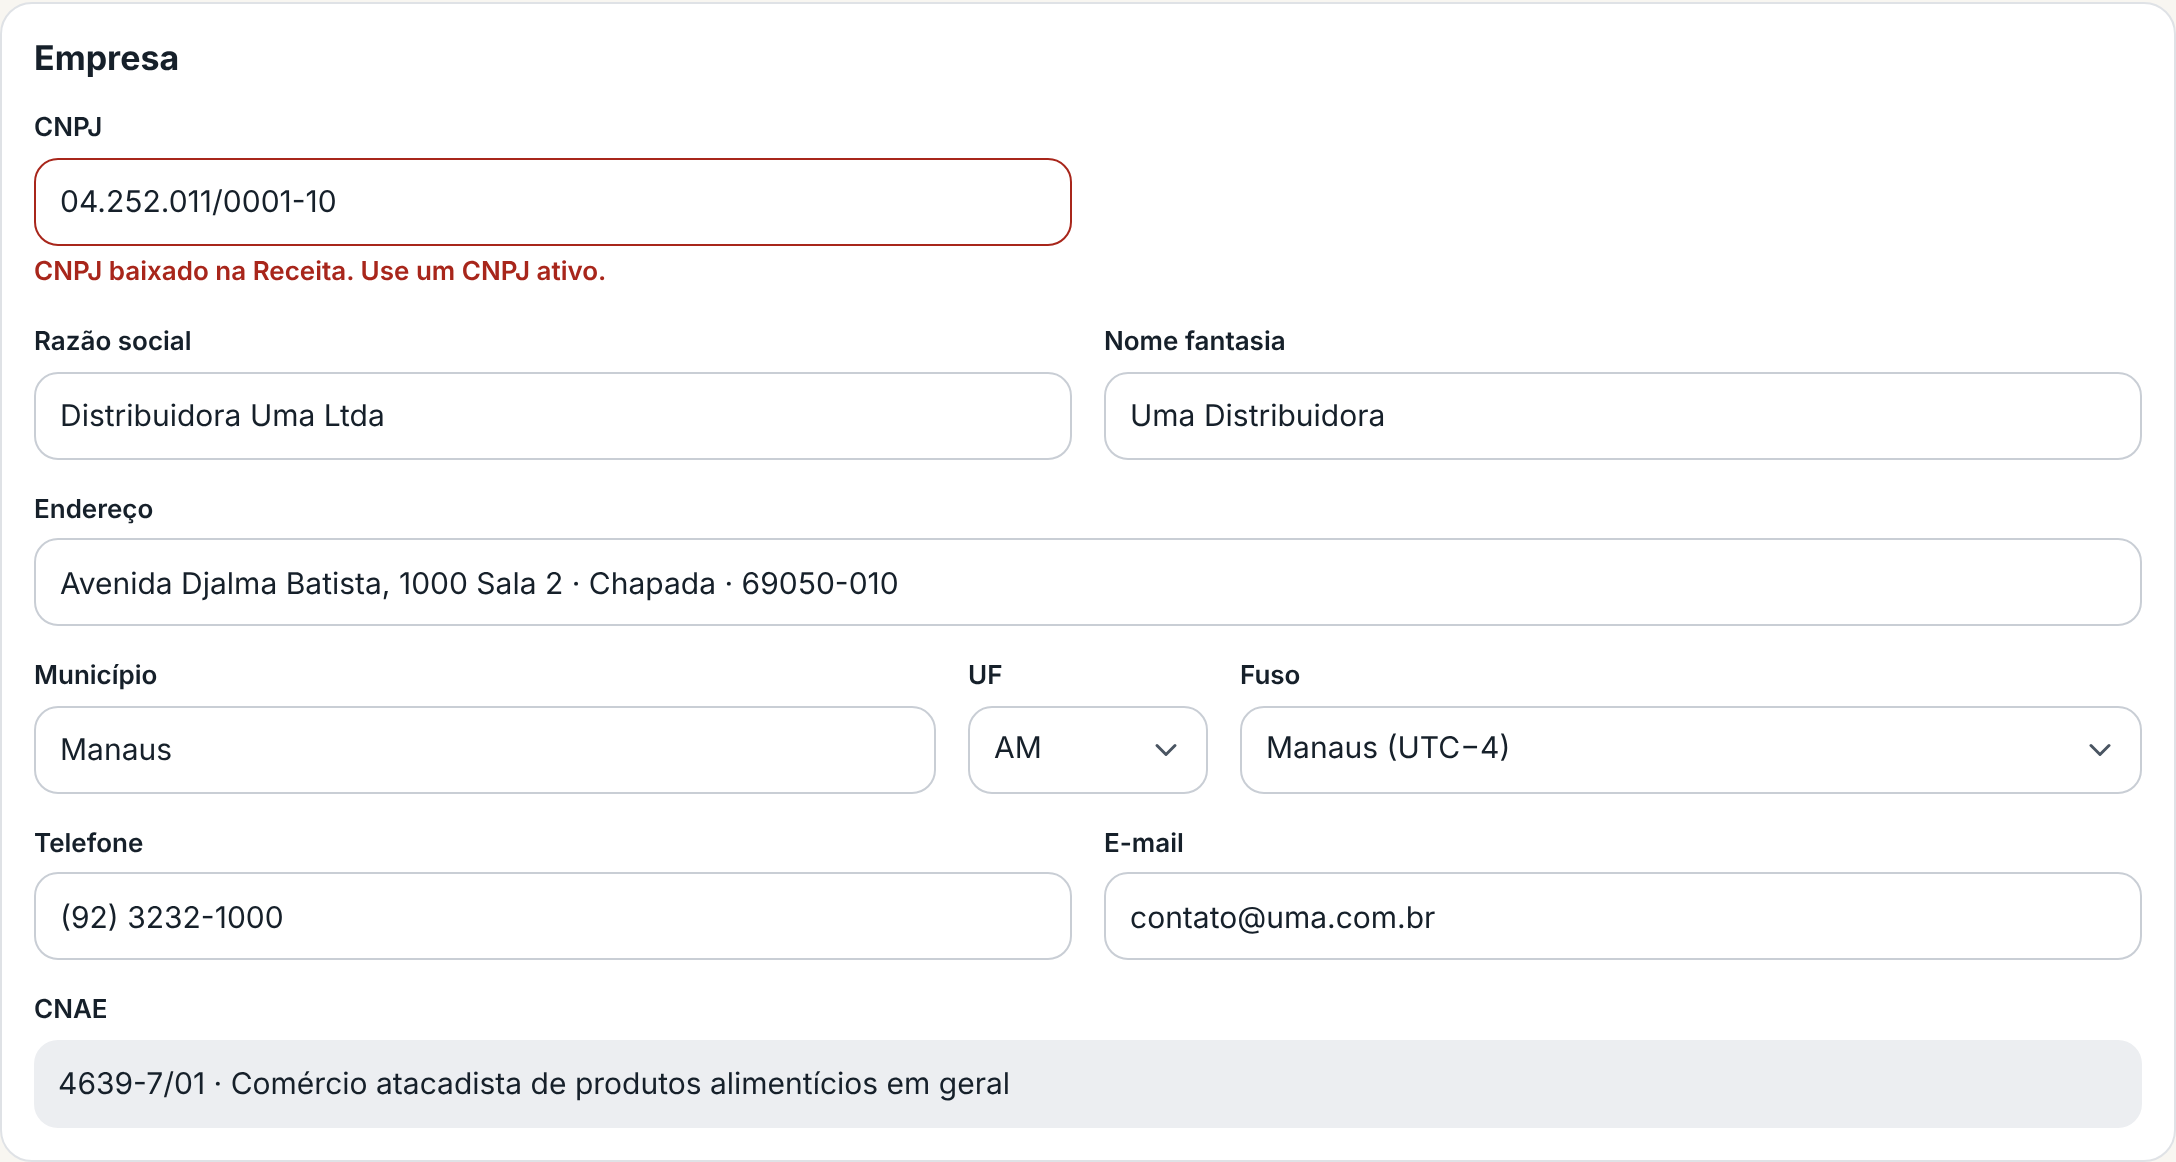 Empresa
CNPJ
04.252.011/0001-10
CNPJ baixado na Receita. Use um CNPJ ativo.
Razão social
Distribuidora Uma Ltda
Nome fantasia
Uma Distribuidora
Endereço
Avenida Djalma Batista, 1000 Sala 2 · Chapada · 69050-010
Município
Manaus
UF
AM
Fuso
Manaus (UTC−4)
Telefone
(92) 3232-1000
E-mail
contato@uma.com.br
CNAE
4639-7/01 · Comércio atacadista de produtos alimentícios em geral